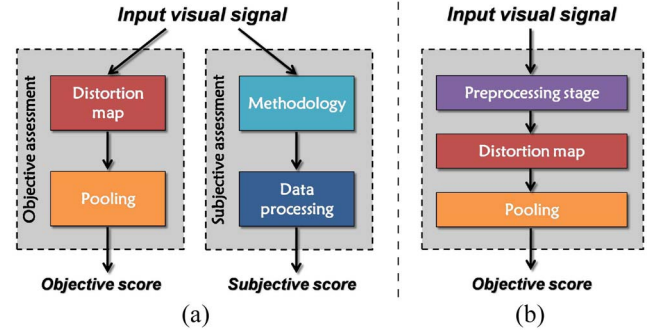 Input visual signal
Objective assessment
Distortion
map
Pooling
Objective score
Subjective assessment
Methodology
Data
processing
Subjective score
(a)
Input visual signal
Preprocessing stage
Distortion map
Pooling
Objective score
(b)